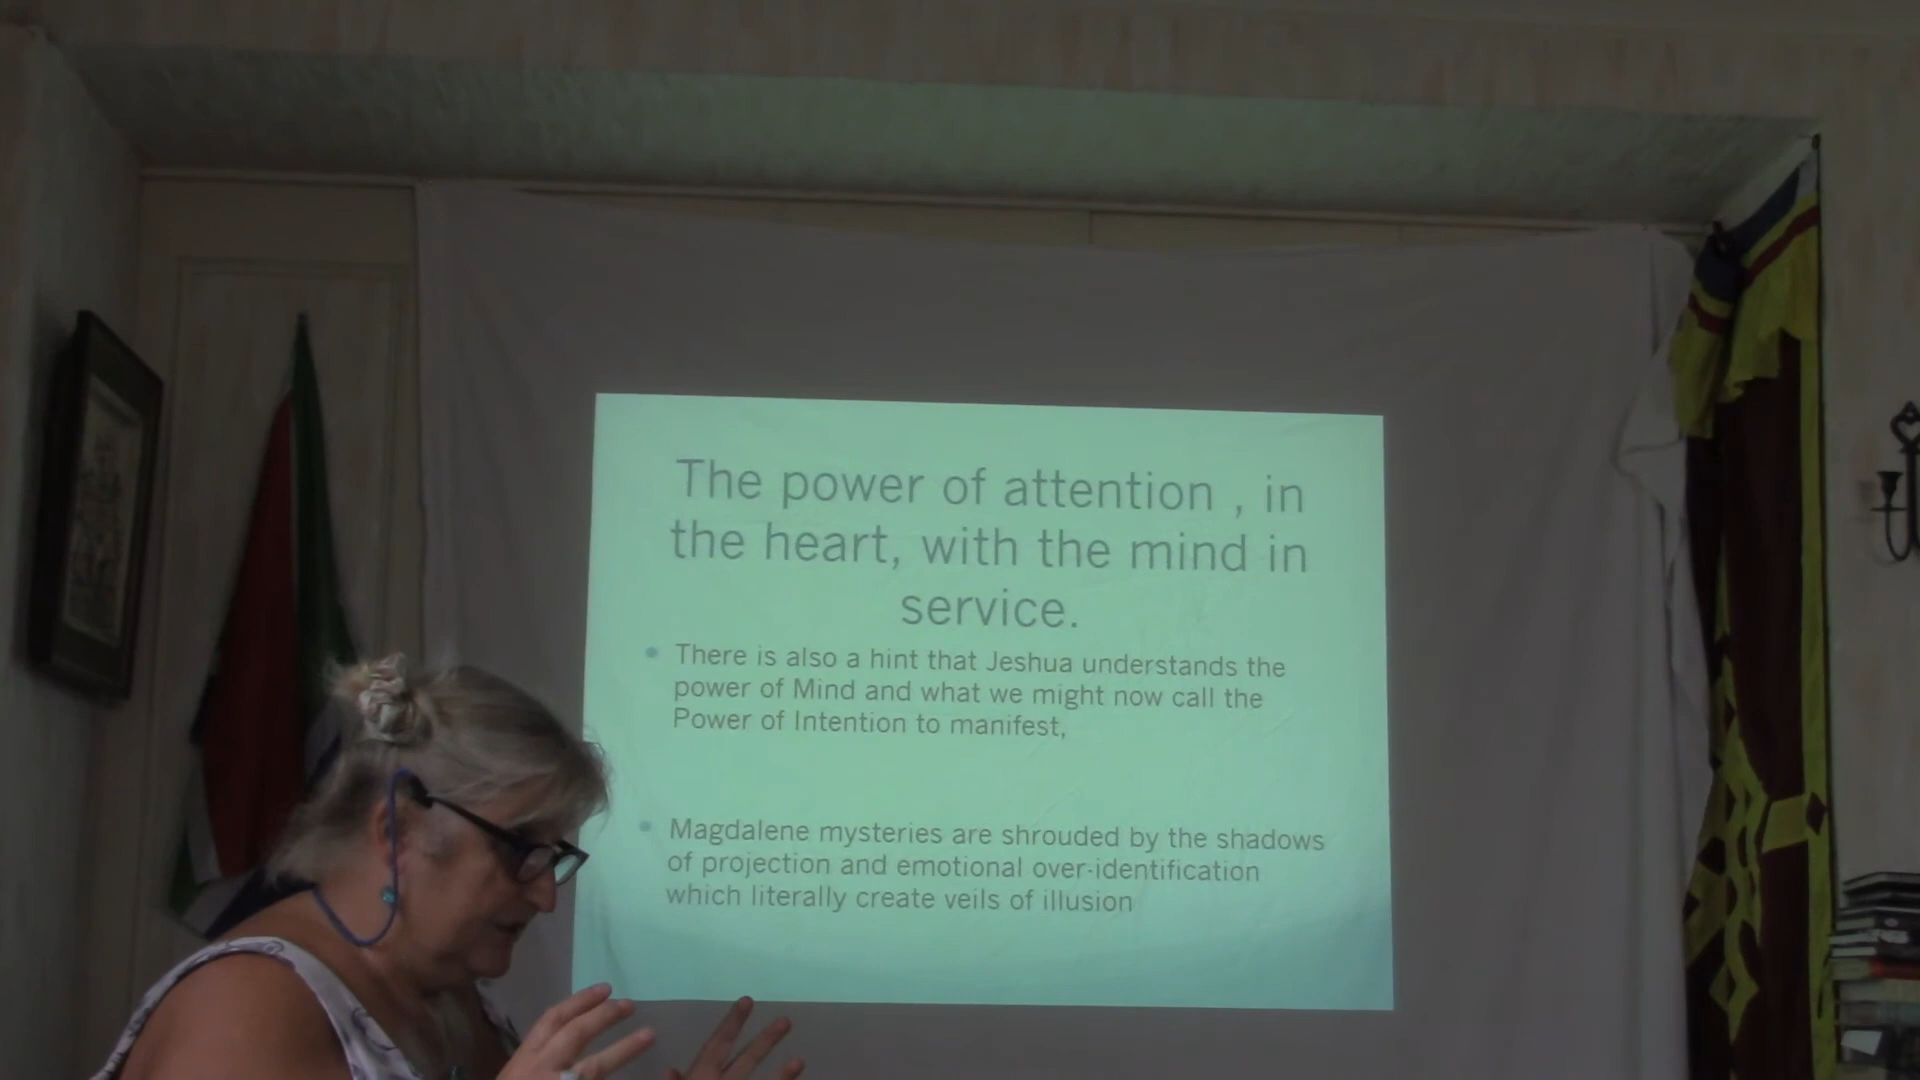 The power of attention , in
the heart, with the mind in
service.
• There is also a hint that Jeshua understands the
power of Mind and what we might now call the
Power of Intention to manifest,
• Magdalene mysteries are shrouded by the shadows
of projection and emotional over-identification
which literally create veils of illusion